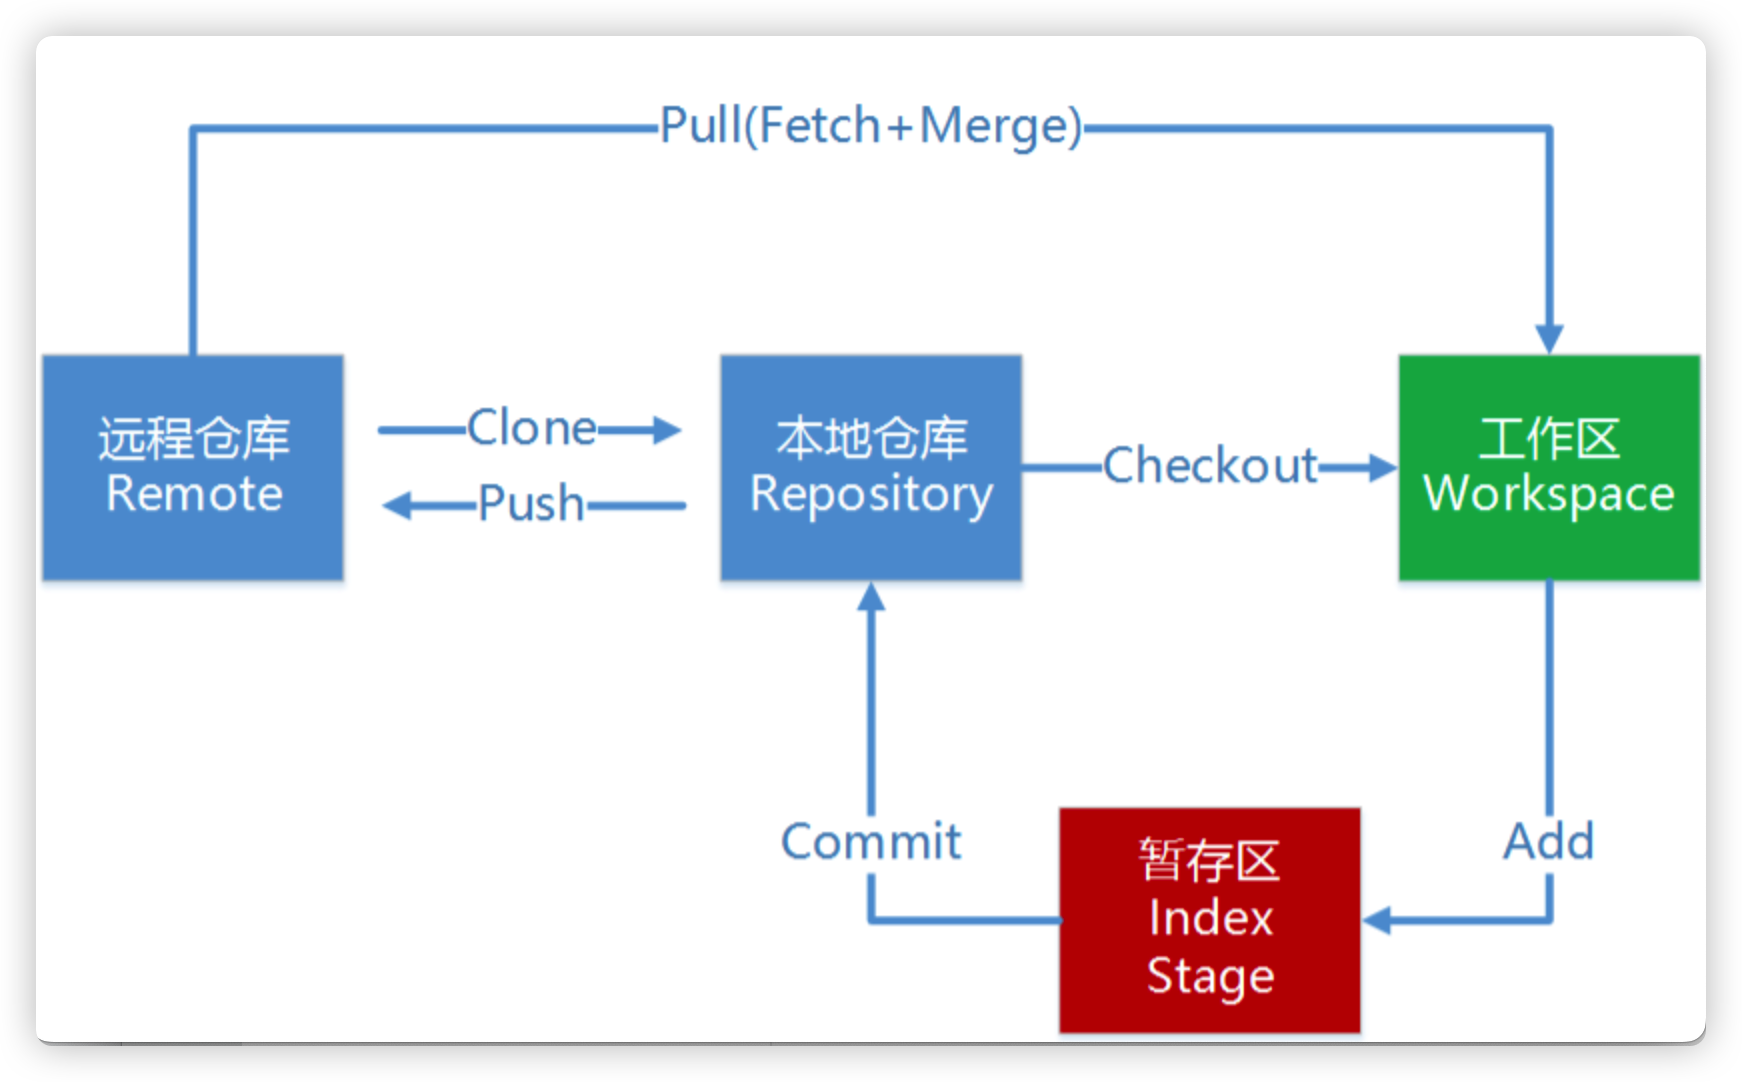 Pull(Fetch+Merge)
远程仓库
Remote
Clone
Push
本地仓库
Repository
Checkout
工作区
Workspace
Commit
暂存区
Index
Stage
Add